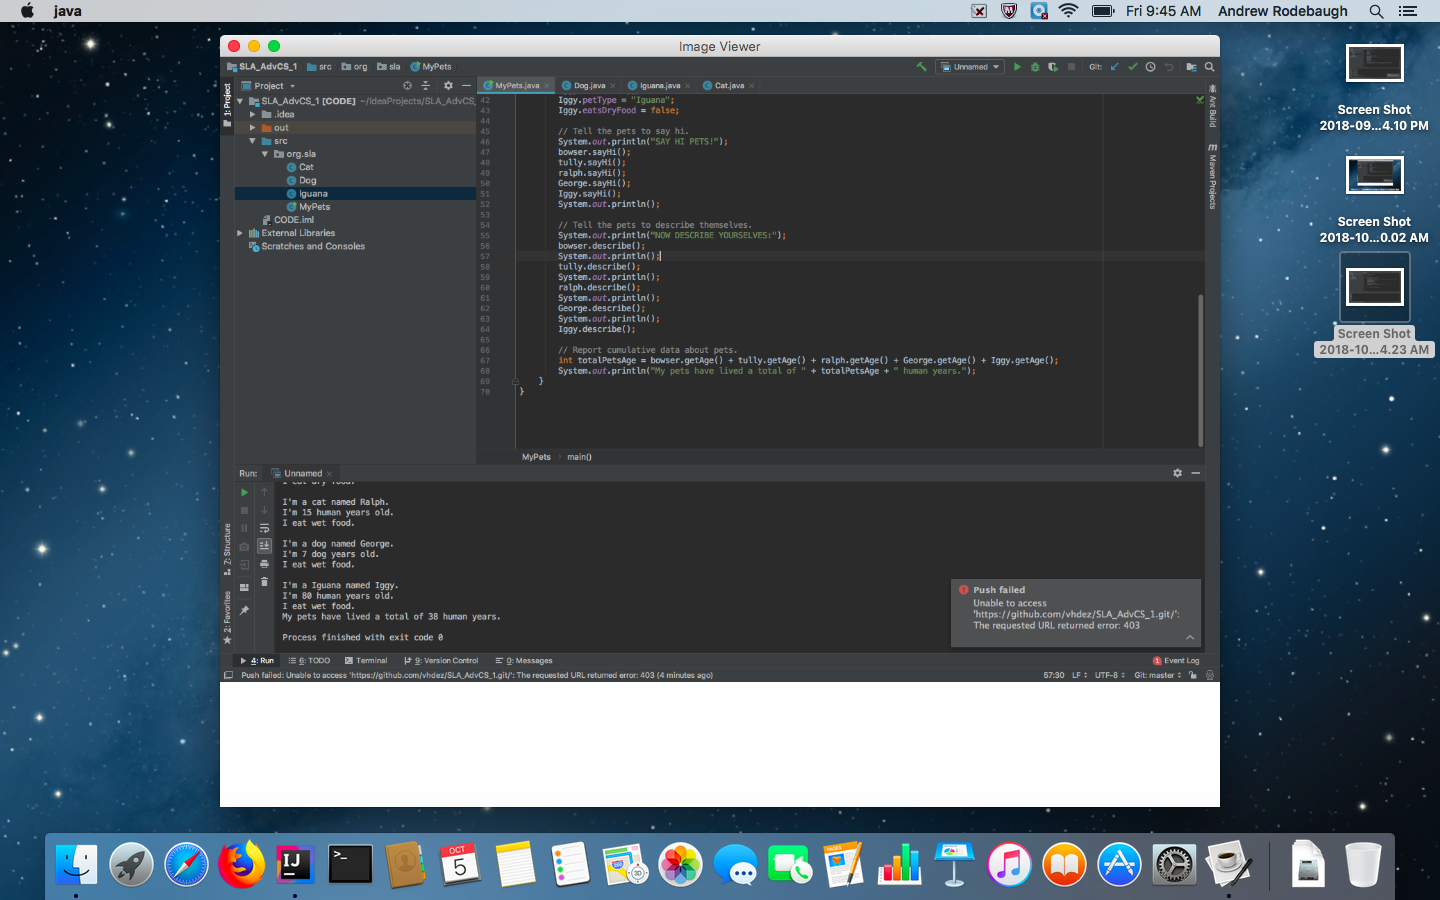 java
Fri 9:45 AM
Andrew Rodebaugh
Image Viewer
SLA_AdvCS_1
src
org
sla
MyPets
Unnamed
Git:
Project
MyPets.java
Dog.java
Iguana.java
Cat.java
1: Project
SLA_AdvCS_1 [CODE] ~/IdeaProjects/SLA_AdvCS_
.idea
out
src
org.sla
Cat
Dog
Iguana
MyPets
CODE.iml
External Libraries
Scratches and Consoles
42 Iggy.petType = "Iguana";
43 Iggy.eatsDryFood = false;
44
45 // Tell the pets to say hi.
46 System.out.println("SAY HI PETS!");
47 bowser.sayHi();
48 tully.sayHi();
49 ralph.sayHi();
50 George.sayHi();
51 Iggy.sayHi();
52 System.out.println();
53
54 // Tell the pets to describe themselves.
55 System.out.println("NOW DESCRIBE YOURSELVES:");
56 bowser.describe();
57 System.out.println();
58 tully.describe();
59 System.out.println();
60 ralph.describe();
61 System.out.println();
62 George.describe();
63 System.out.println();
64 Iggy.describe();
65
66 // Report cumulative data about pets.
67 int totalPetsAge = bowser.getAge() + tully.getAge() + ralph.getAge() + George.getAge() + Iggy.getAge();
68 System.out.println("My pets have lived a total of " + totalPetsAge + " human years.");
69 }
70 }
MyPets
main()
Ant Build
m Maven Projects
Run:
Unnamed
I eat dry food.
I'm a cat named Ralph.
I'm 15 human years old.
I eat wet food.
I'm a dog named George.
I'm 7 dog years old.
I eat wet food.
I'm a Iguana named Iggy.
I'm 80 human years old.
I eat wet food.
My pets have lived a total of 38 human years.
Process finished with exit code 0
7: Structure
2: Favorites
Push failed
Unable to access
'https://github.com/vhdez/SLA_AdvCS_1.git/':
The requested URL returned error: 403
4: Run
6: TODO
Terminal
9: Version Control
0: Messages
1 Event Log
Push failed: Unable to access 'https://github.com/vhdez/SLA_AdvCS_1.git/': The requested URL returned error: 403 (4 minutes ago)
57:30
LF
UTF-8
Git: master
Screen Shot
2018-09...4.10 PM
Screen Shot
2018-10...0.02 AM
Screen Shot
2018-10...4.23 AM
IJ
>_
OCT
5
PAGES
3D